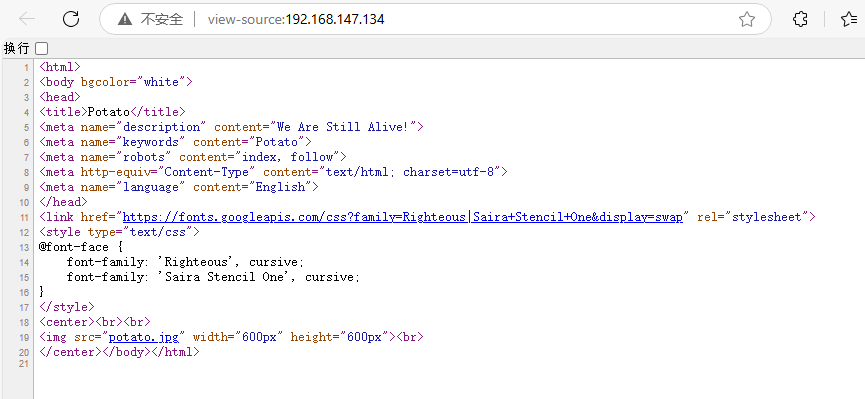 不安全 view-source:192.168.147.134
换行
1 <html>
2 <body bgcolor="white">
3 <head>
4 <title>Potato</title>
5 <meta name="description" content="We Are Still Alive!">
6 <meta name="keywords" content="Potato">
7 <meta name="robots" content="index, follow">
8 <meta http-equiv="Content-Type" content="text/html; charset=utf-8">
9 <meta name="language" content="English">
10 </head>
11 <link href="https://fonts.googleapis.com/css?family=Righteous|Saira+Stencil+One&display=swap" rel="stylesheet">
12 <style type="text/css">
13 @font-face {
14     font-family: 'Righteous', cursive;
15     font-family: 'Saira Stencil One', cursive;
16 }
17 </style>
18 <center><br><br>
19 <img src="potato.jpg" width="600px" height="600px"><br>
20 </center></body></html>
21